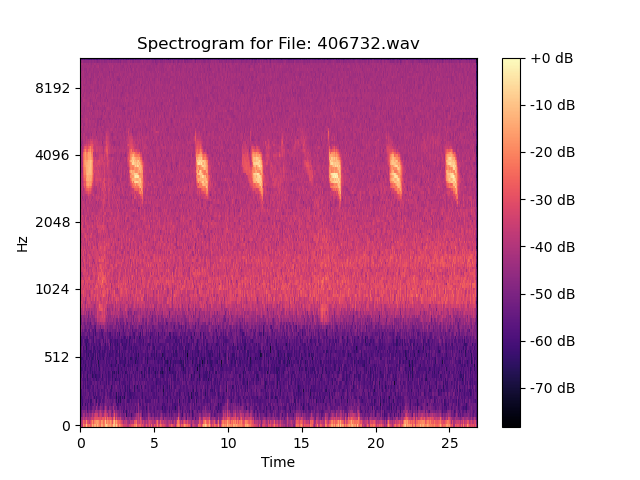 Spectrogram for File: 406732.wav
8192
4096
2048
1024
512
0
Hz
0 5 10 15 20 25
Time
+0 dB
-10 dB
-20 dB
-30 dB
-40 dB
-50 dB
-60 dB
-70 dB